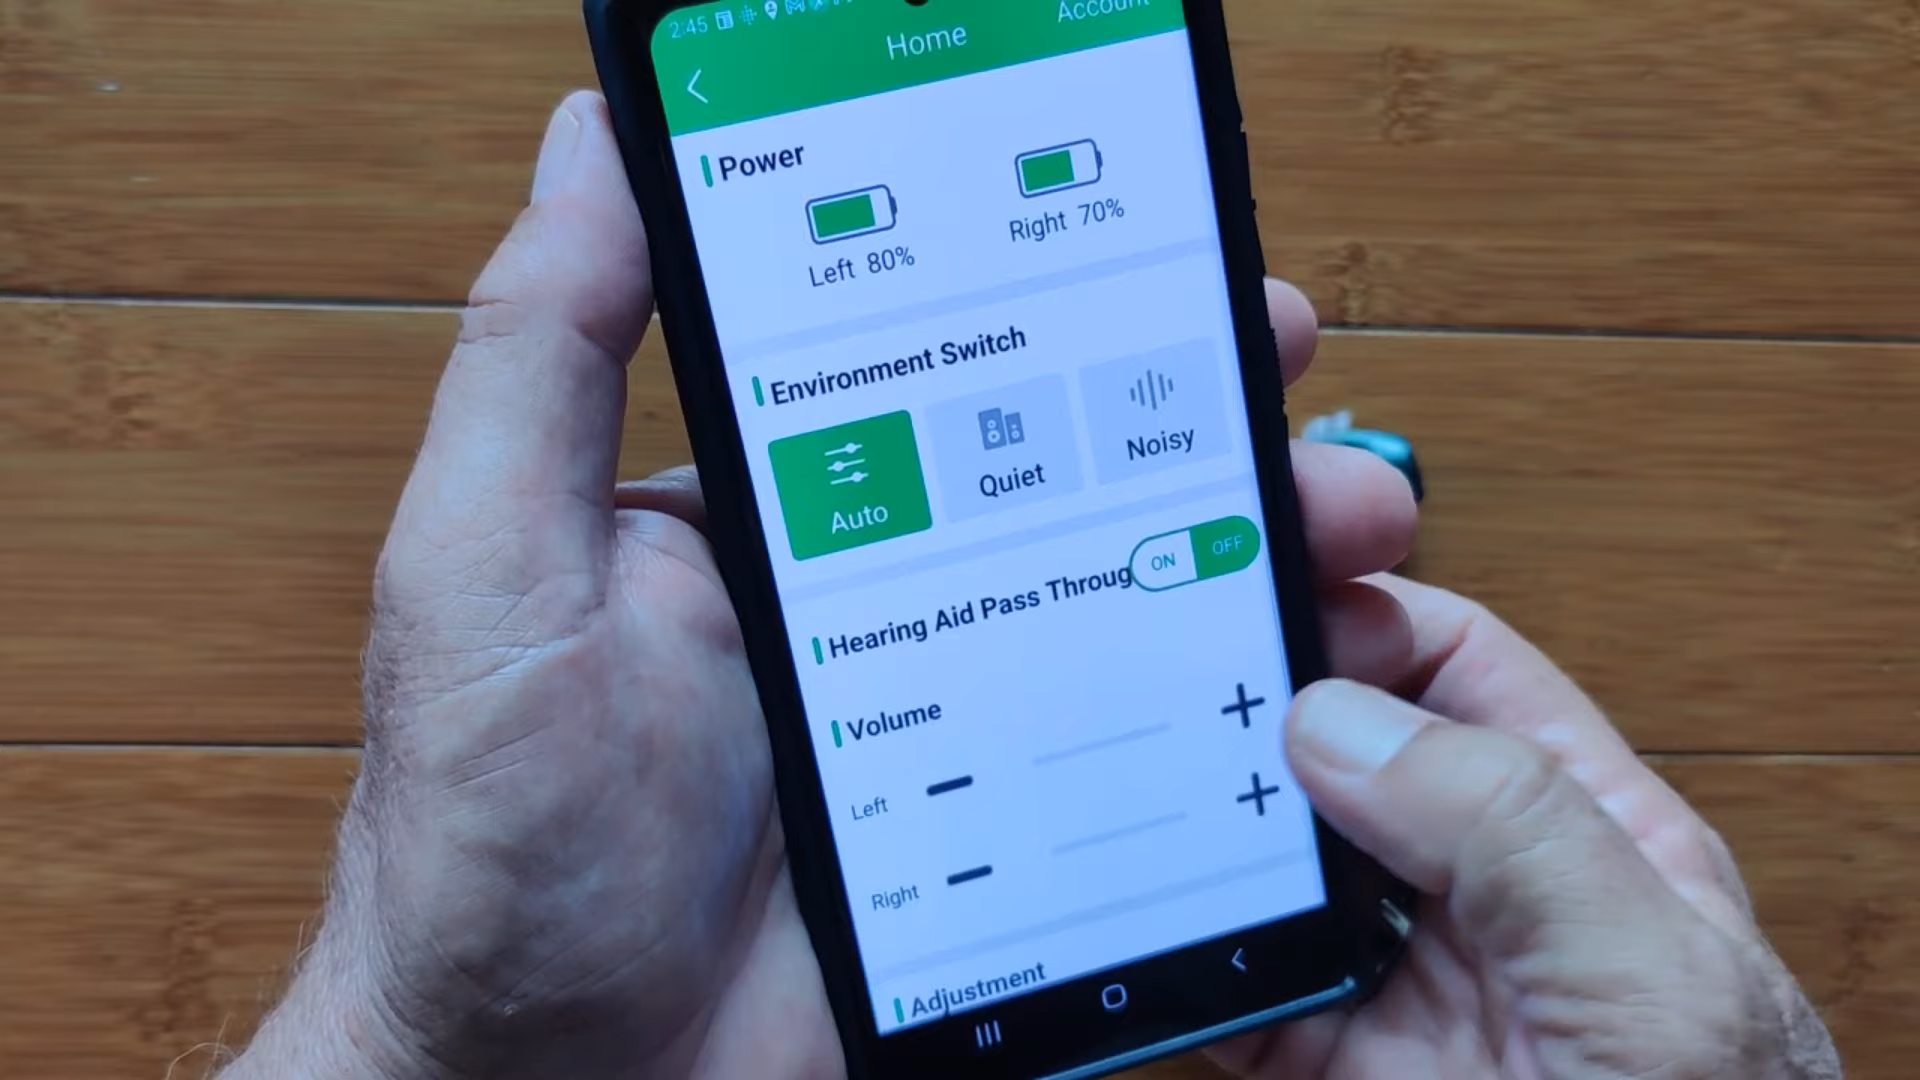 2:45
Home
Account
Power
Left 80%
Right 70%
Environment Switch
Auto
Quiet
Noisy
Hearing Aid Pass Throug
ON OFF
Volume
Left
Right
Adjustment